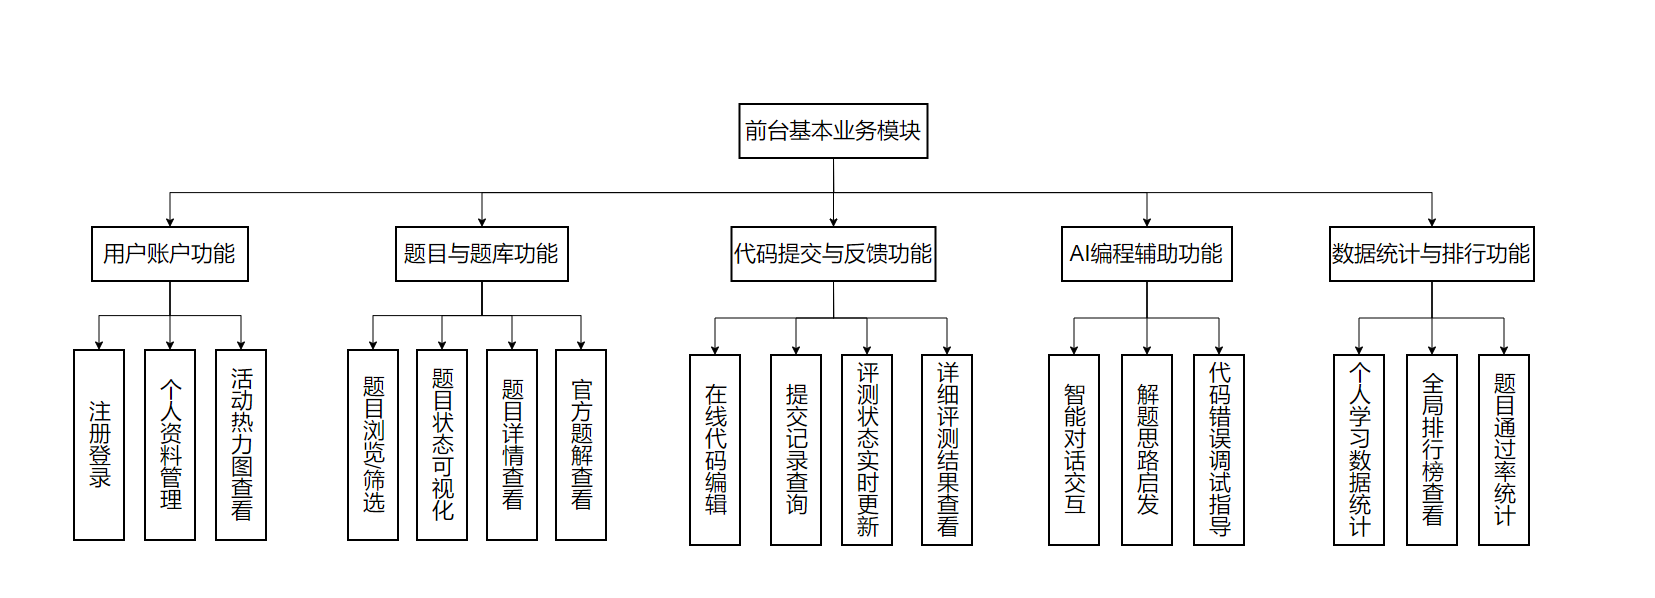 前台基本业务模块
用户账户功能
题目与题库功能
代码提交与反馈功能
AI编程辅助功能
数据统计与排行功能
注册登录
个人资料管理
活动热力图查看
题目浏览/筛选
题目状态可视化
题目详情查看
官方题解查看
在线代码编辑
提交记录查询
评测状态实时更新
详细评测结果查看
智能对话交互
解题思路启发
代码错误调试指导
个人学习数据统计
全局排行榜查看
题目通过率统计